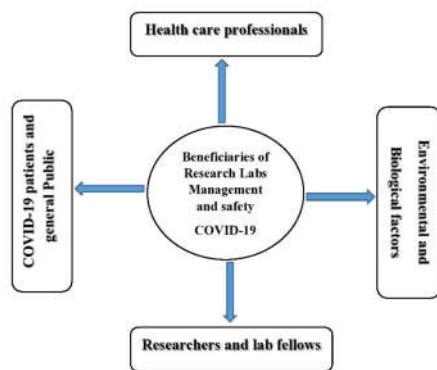 Health care professionals
COVID-19 patients and
general Public
Beneficiaries of
Research Labs
Management
and safety
COVID-19
Environmental and
Biological factors
Researchers and lab fellows